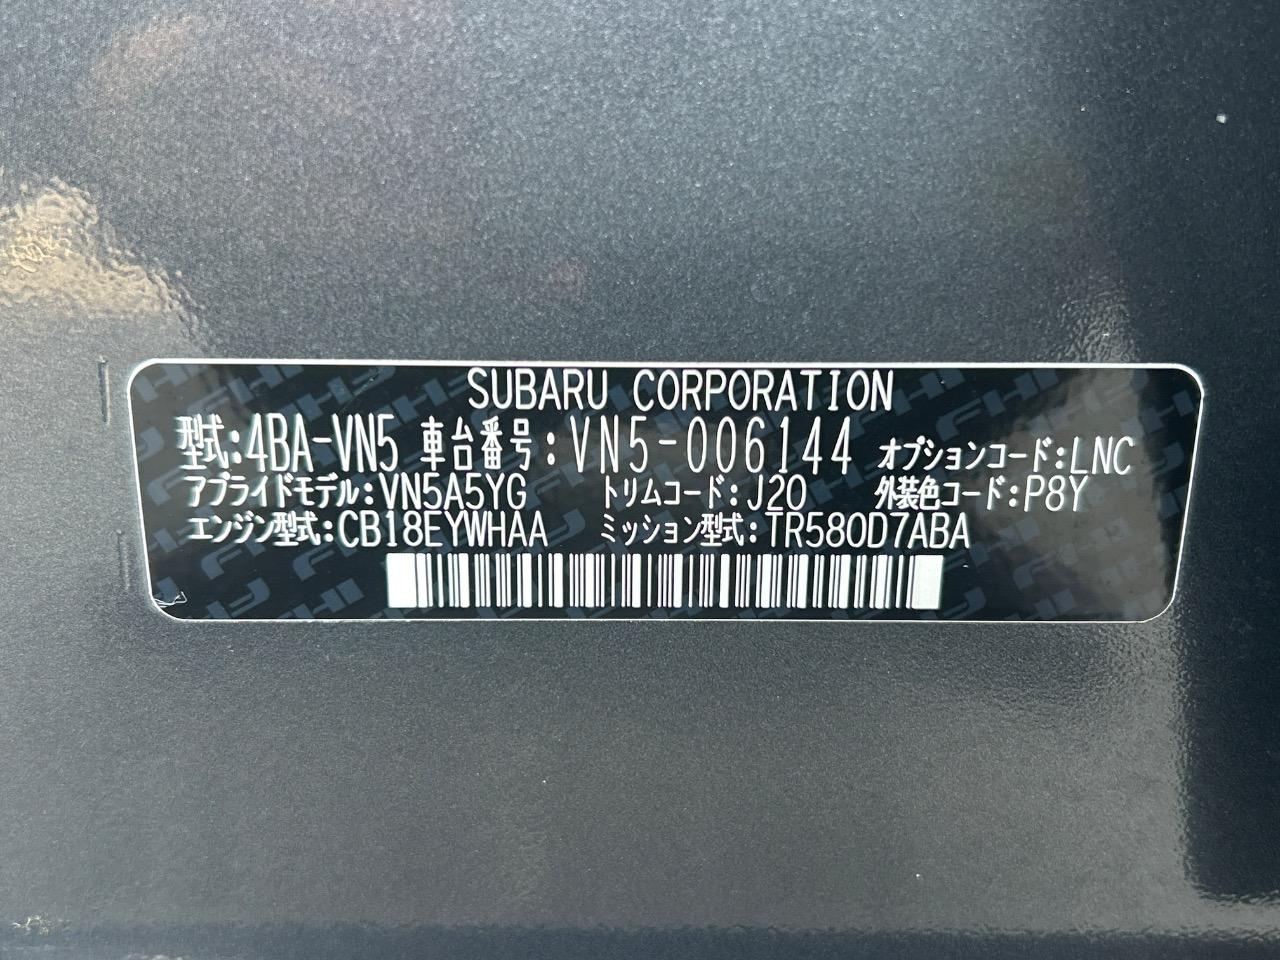 SUBARU CORPORATION
型式:4BA-VN5 車台番号:VN5-006144 オプションコード:LNC
アプライドモデル:VN5A5YG トリムコード:J20 外装色コード:P8Y
エンジン型式:CB18EYWHAA ミッション型式:TR580D7ABA